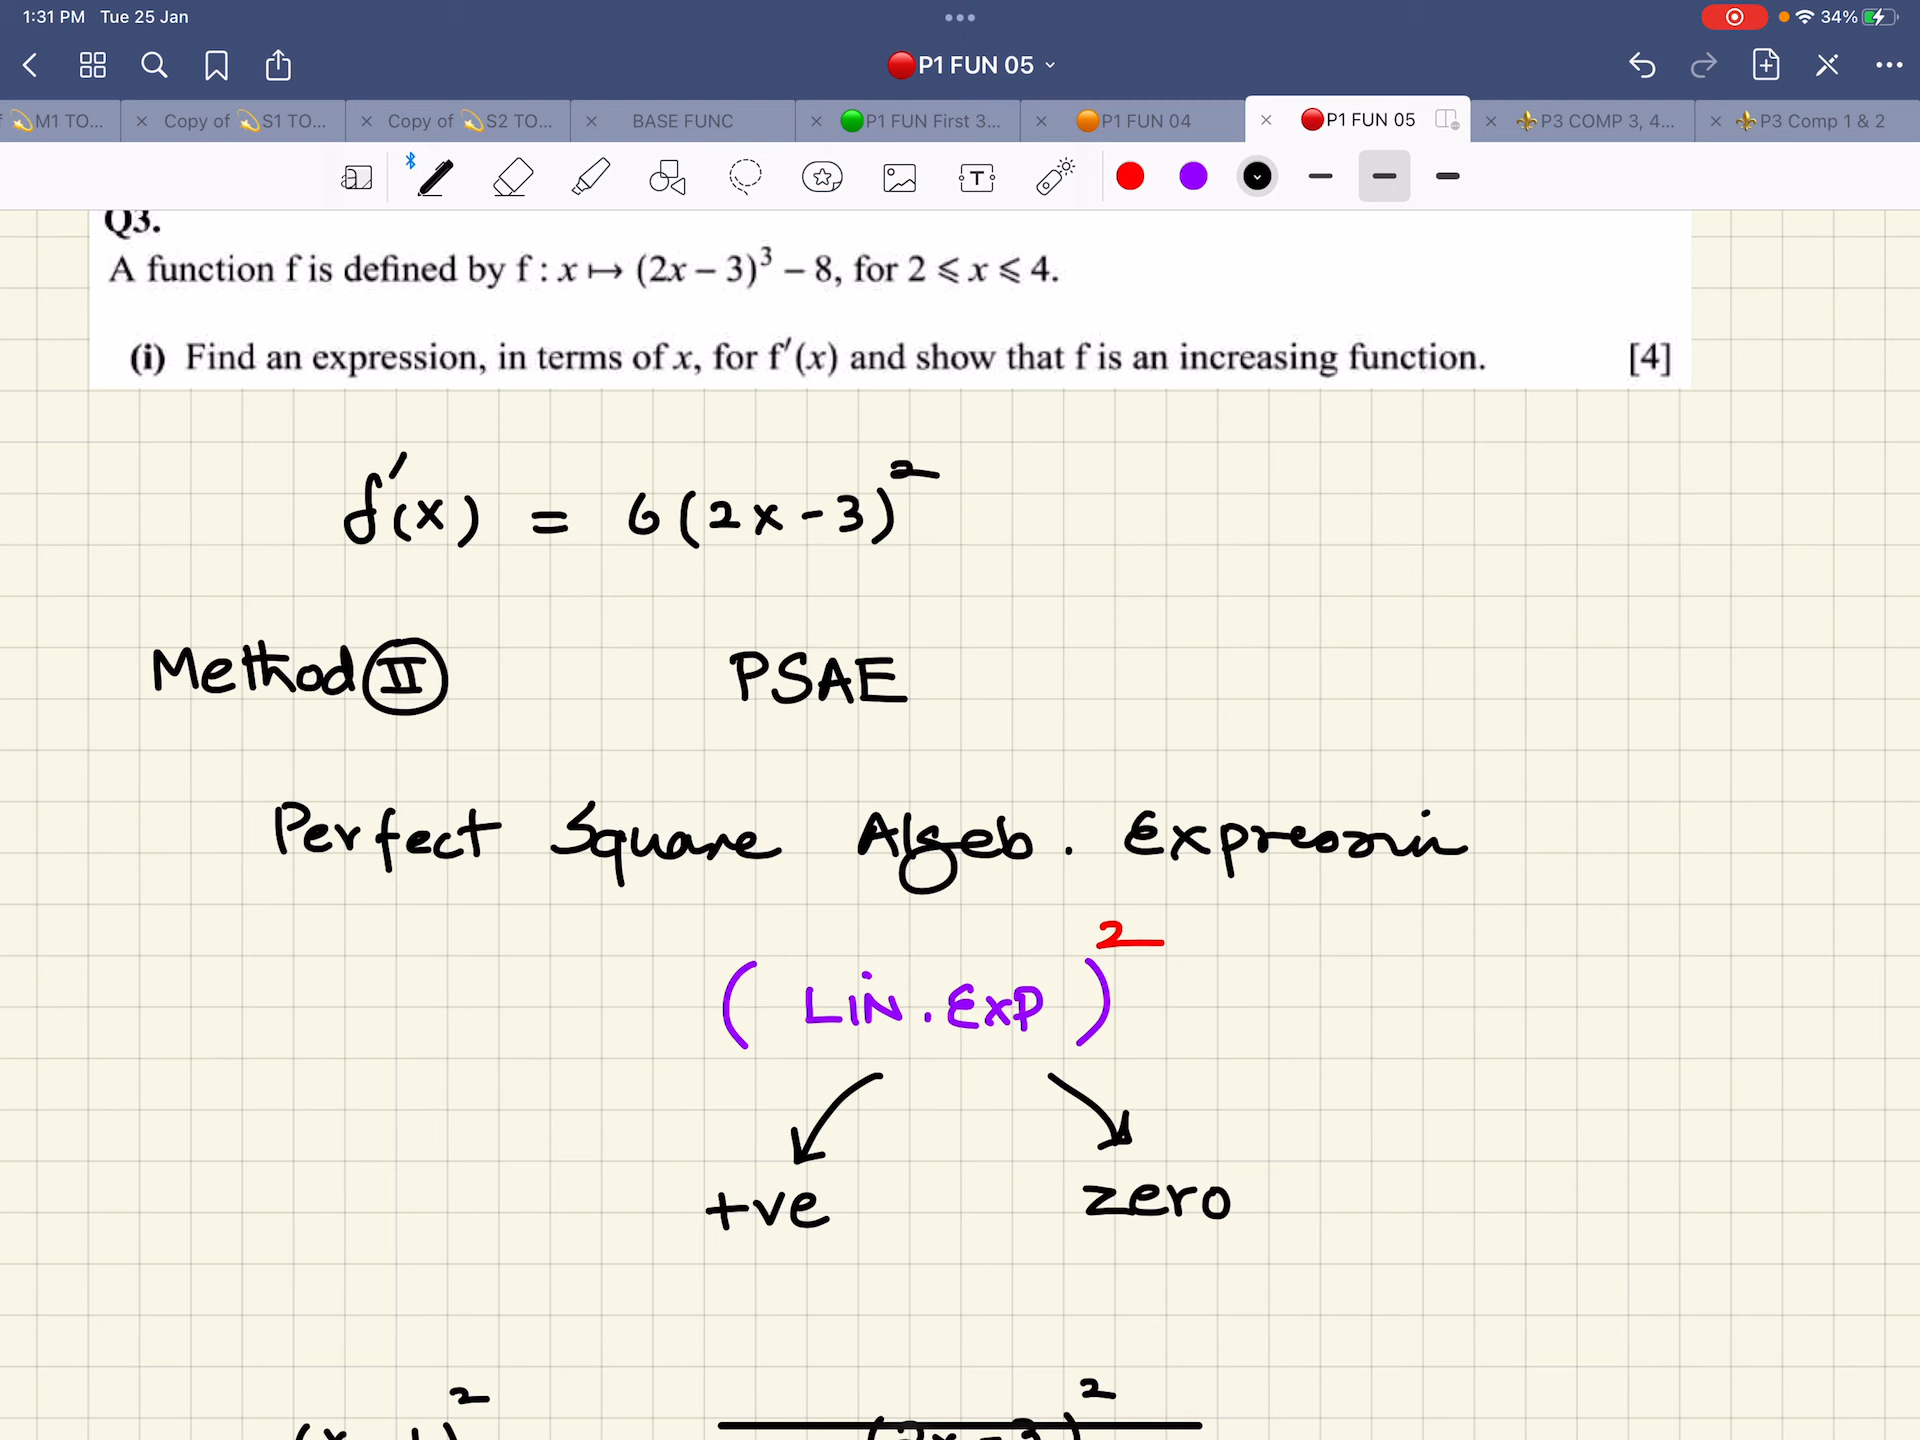 1:31 PM Tue 25 Jan
34%
P1 FUN 05
M1 TO...
Copy of S1 TO...
Copy of S2 TO...
BASE FUNC
P1 FUN First 3...
P1 FUN 04
P1 FUN 05
P3 COMP 3, 4...
P3 Comp 1 & 2
Q3.
A function f is defined by f : x ↦ (2x – 3)³ – 8, for 2 ⩽ x ⩽ 4.
(i) Find an expression, in terms of x, for f′(x) and show that f is an increasing function. [4]
f′(x) = 6(2x-3)²
Method II PSAE
Perfect Square Algeb. Expression
(LIN. EXP)²
+ve zero